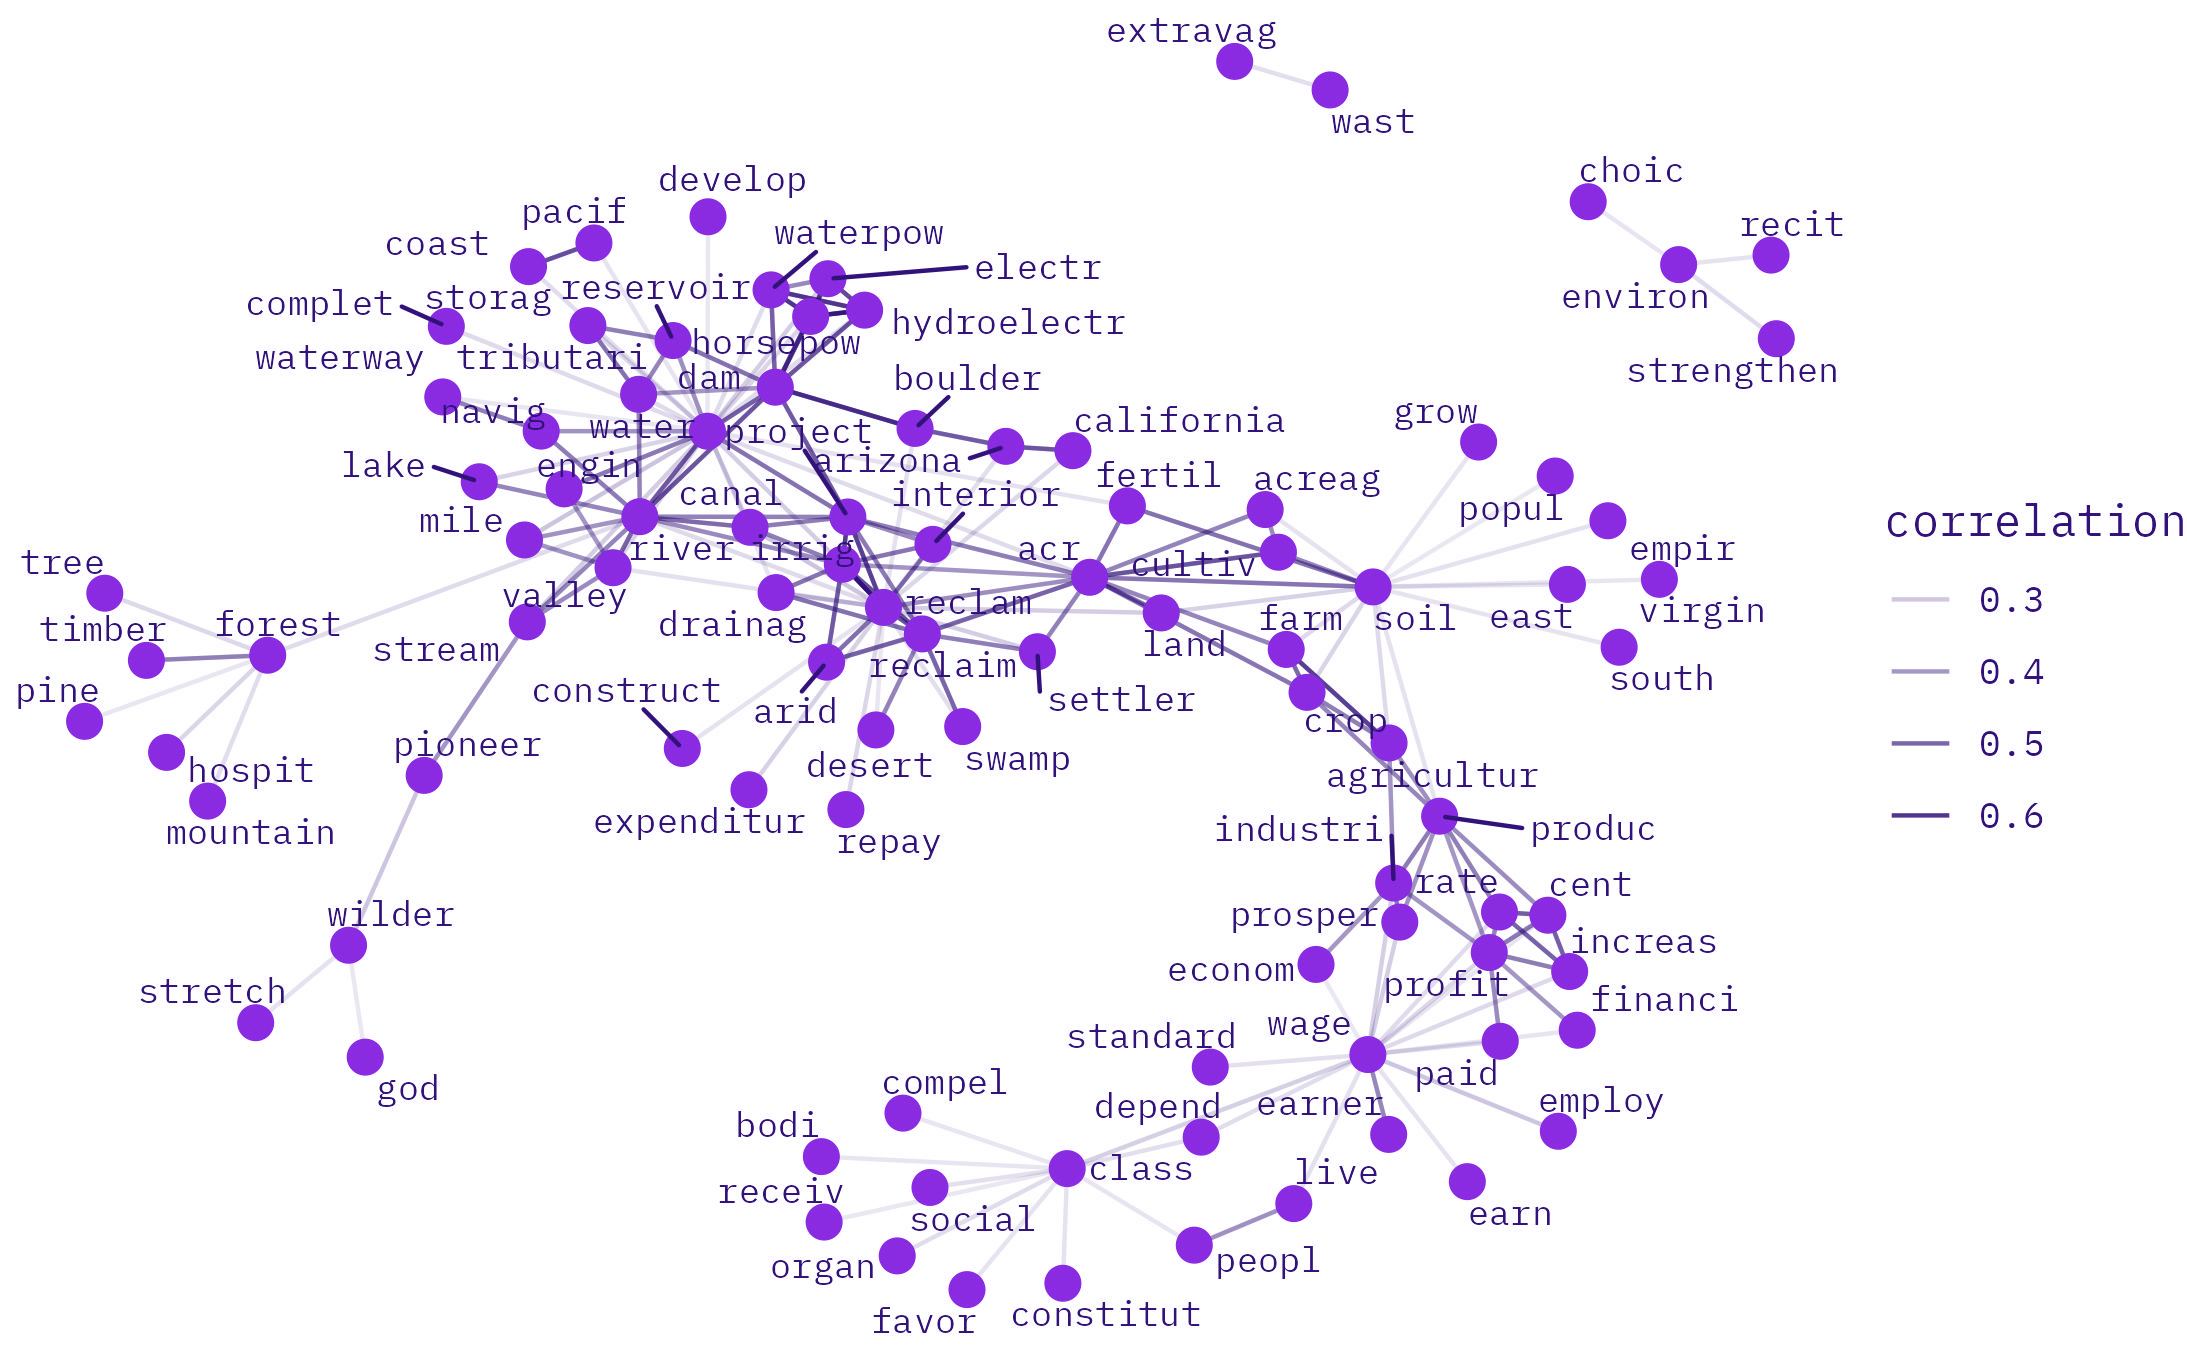 extravag
wast
choic
develop
pacif
recit
waterpow
coast
electr
reservoir
storag
environ
complet
hydroelectr
horsepow
waterway
tributari
strengthen
dam
boulder
navig
grow
california
water
project
arizona
engin
lake
fertil
acreag
canal
interior
popul
mile
correlation
river
irrig
acr
empir
tree
cultiv
valley
0.3
reclam
virgin
forest
drainag
farm
soil
east
timber
land
stream
reclaim
0.4
south
pine
construct
settler
arid
crop
pioneer
0.5
desert
swamp
hospit
agricultur
0.6
expenditur
industri
produc
mountain
repay
rate
cent
wilder
prosper
increas
econom
profit
stretch
financi
wage
standard
paid
god
compel
depend
earner
employ
bodi
class
live
receiv
social
earn
organ
peopl
favor
constitut